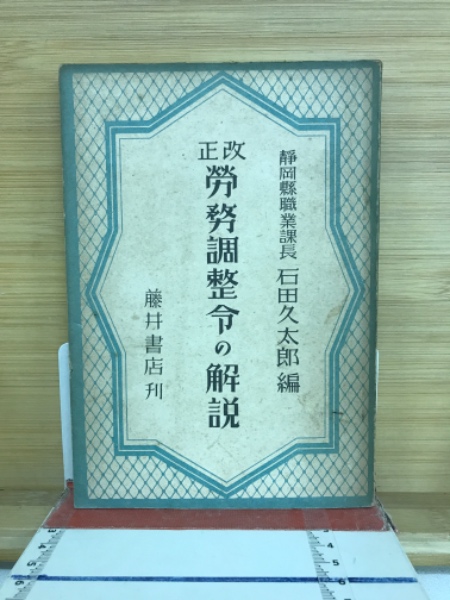 靜岡縣職業課長 石田久太郎編
改正
勞務調整令の解説
藤井書店刊